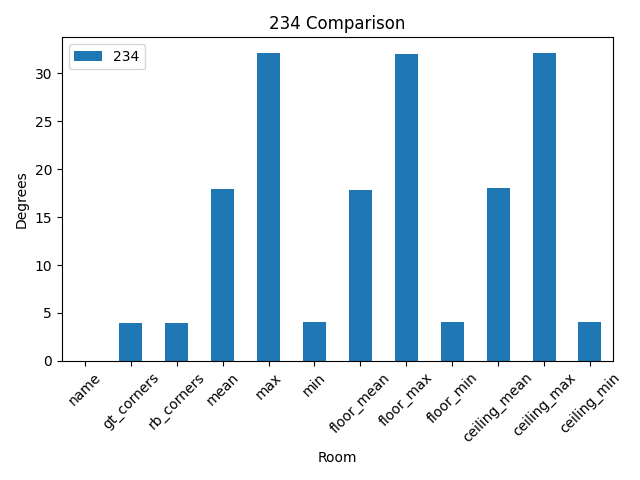 234 Comparison
234
Degrees
30
25
20
15
10
5
0
name
gt_corners
rb_corners
mean
max
min
floor_mean
floor_max
floor_min
ceiling_mean
ceiling_max
ceiling_min
Room